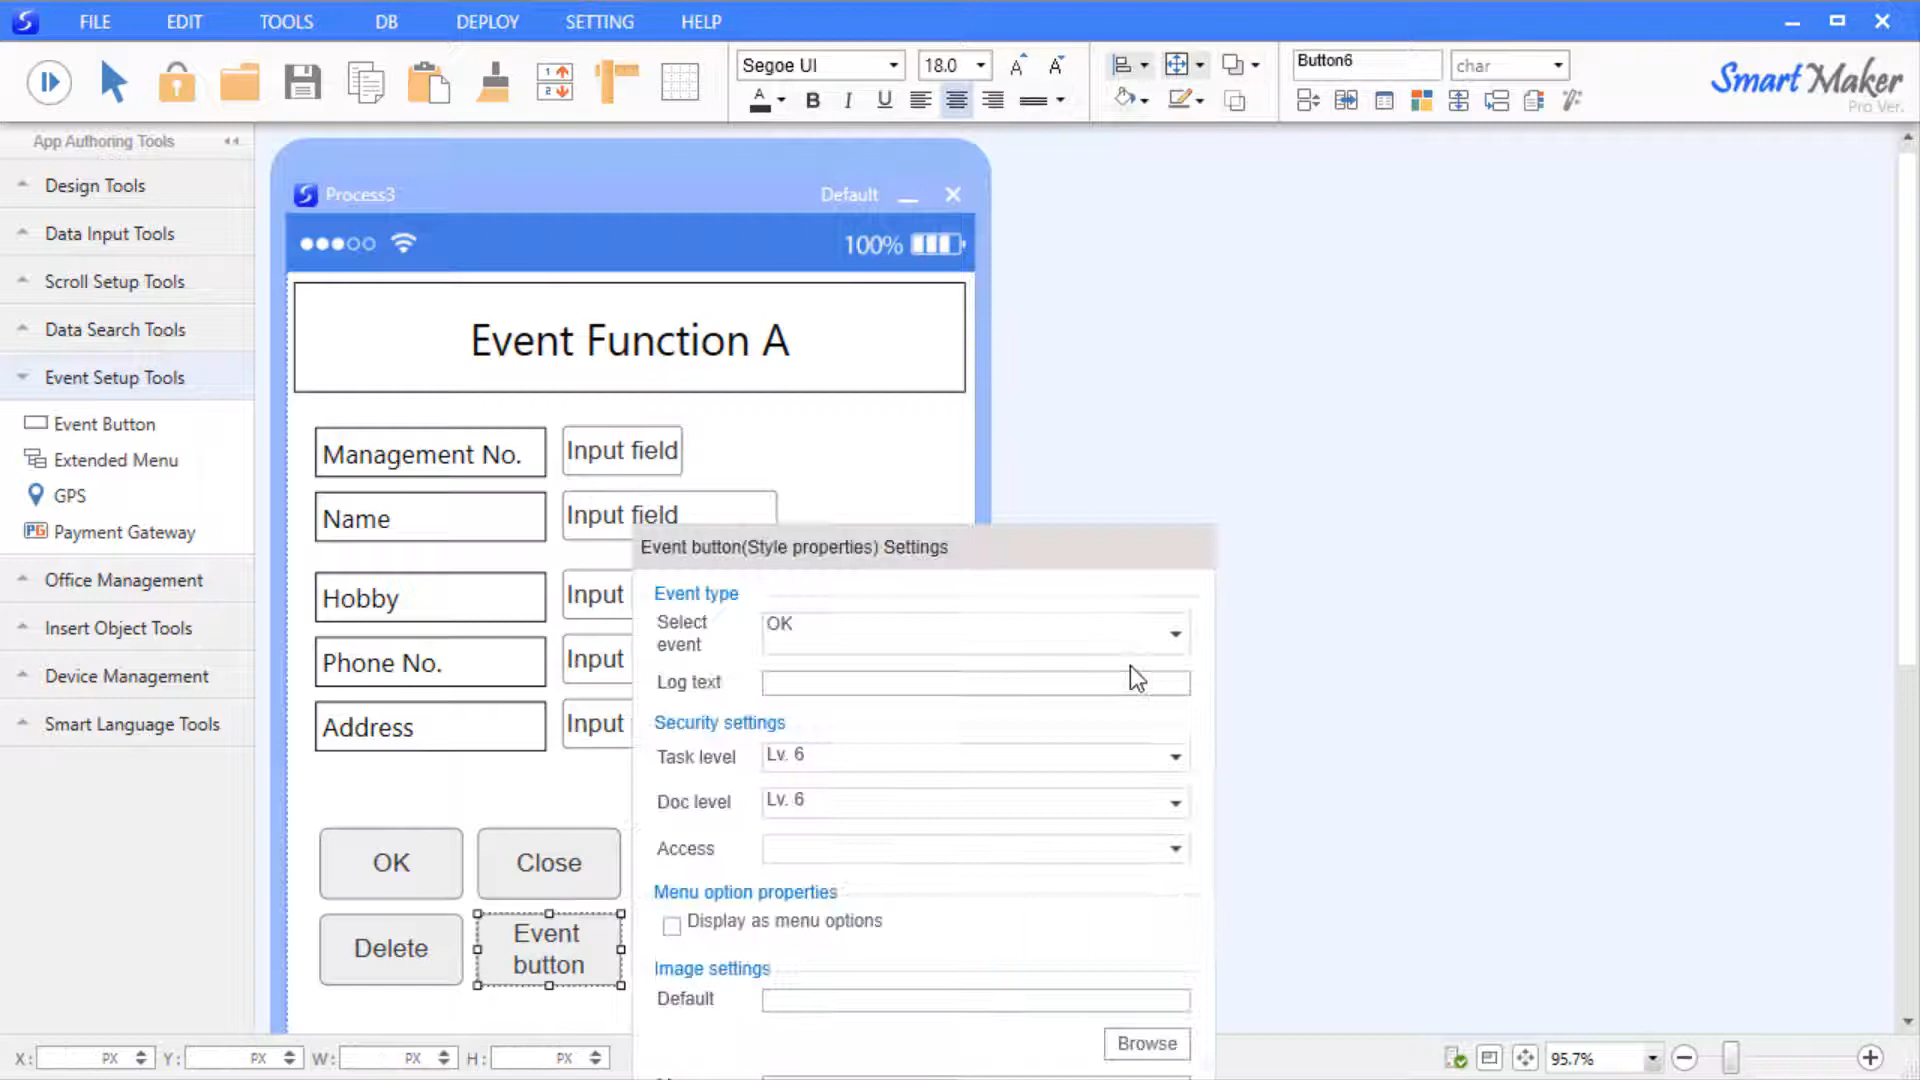 FILE EDIT TOOLS DB DEPLOY SETTING HELP
Segoe UI 18.0 A A Button6 char
A B I U
Smart Maker
Pro Ver.
App Authoring Tools
Design Tools
Data Input Tools
Scroll Setup Tools
Data Search Tools
Event Setup Tools
Event Button
Extended Menu
GPS
PG Payment Gateway
Office Management
Insert Object Tools
Device Management
Smart Language Tools
Process3 Default
100%
Event Function A
Management No. Input field
Name Input field
Hobby Input
Phone No. Input
Address Input
OK Close
Delete Event
button
Event button(Style properties) Settings
Event type
Select
event
OK
Log text
Security settings
Task level Lv. 6
Doc level Lv. 6
Access
Menu option properties
Display as menu options
Image settings
Default
Browse
X: PX Y: PX W: PX H: PX 95.7%